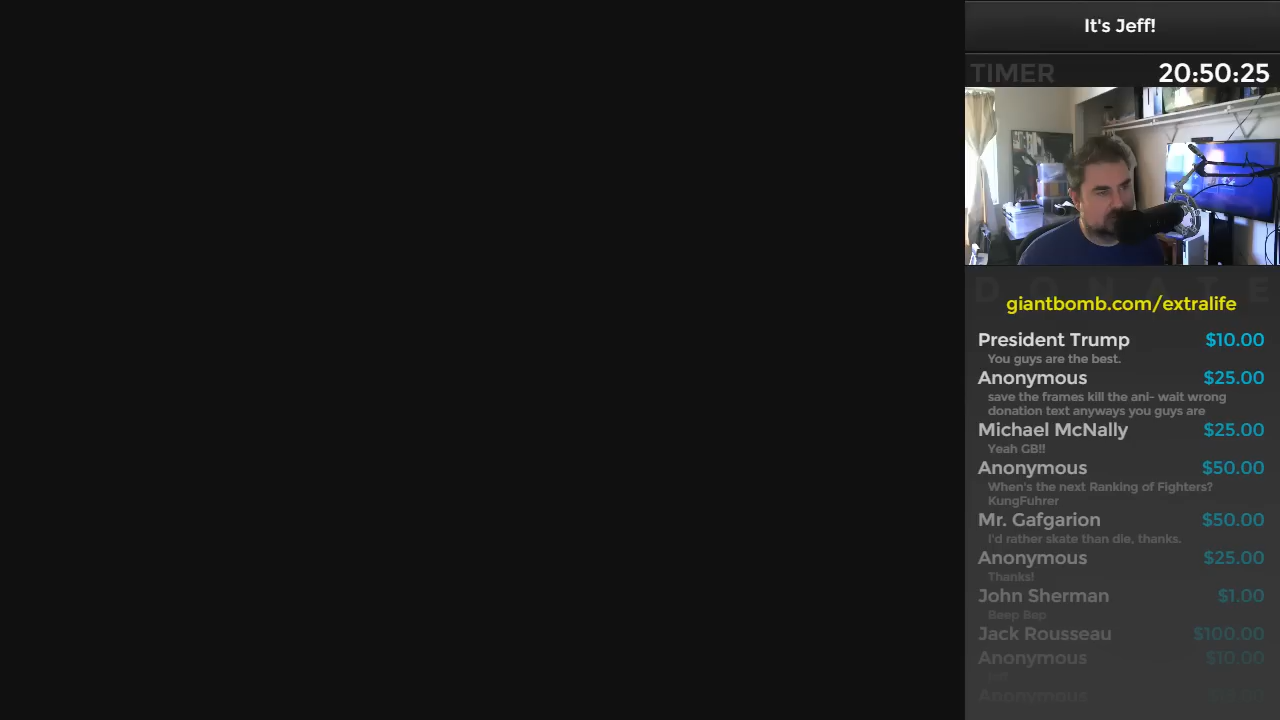 It's Jeff!
TIMER 20:50:25
DONATE
giantbomb.com/extralife
President Trump $10.00
You guys are the best.
Anonymous $25.00
save the frames kill the ani- wait wrong
donation text anyways you guys are
Michael McNally $25.00
Yeah GB!!
Anonymous $50.00
When's the next Ranking of Fighters?
KungFuhrer
Mr. Gafgarion $50.00
I'd rather skate than die, thanks.
Anonymous $25.00
Thanks!
John Sherman $1.00
Beep Bep
Jack Rousseau $100.00
Anonymous $10.00
Anonymous